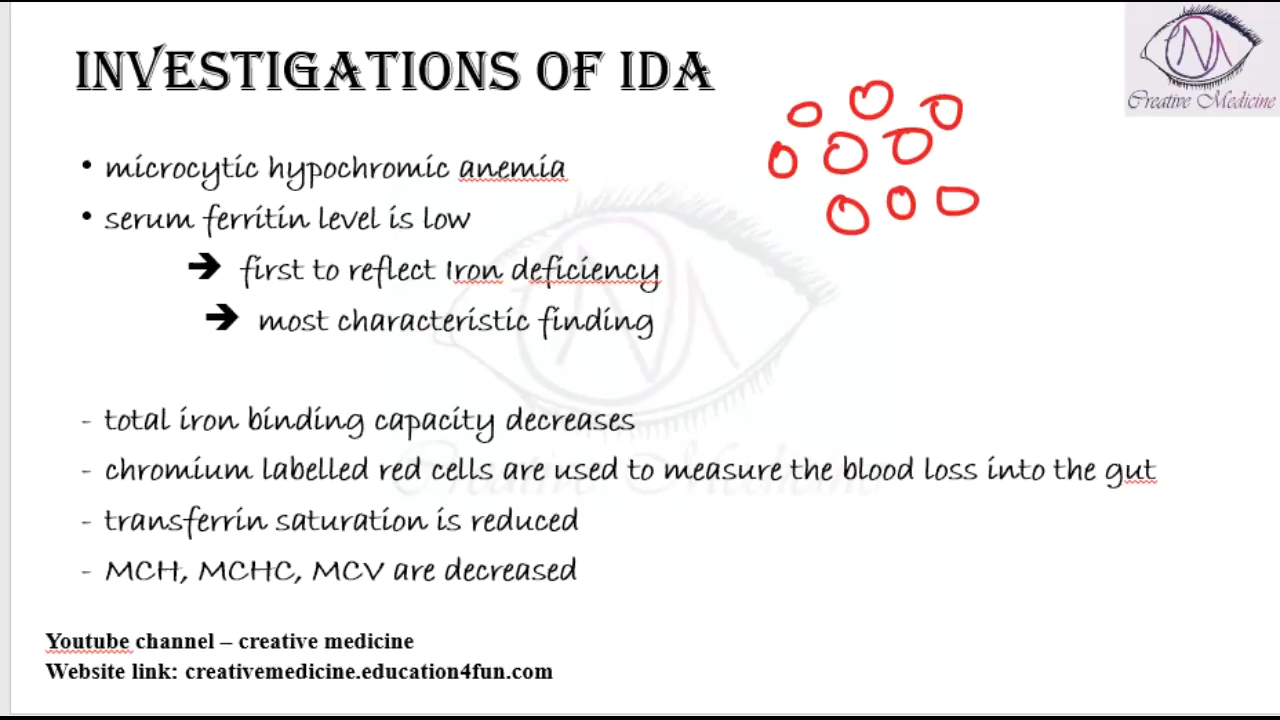 INVESTIGATIONS OF IDA
Creative Medicine
• microcytic hypochromic anemia
• serum ferritin level is low
➔ first to reflect Iron deficiency
➔ most characteristic finding
- total iron binding capacity decreases
- chromium labelled red cells are used to measure the blood loss into the gut
- transferrin saturation is reduced
- MCH, MCHC, MCV are decreased
Creative Medicine
Youtube channel – creative medicine
Website link: creativemedicine.education4fun.com